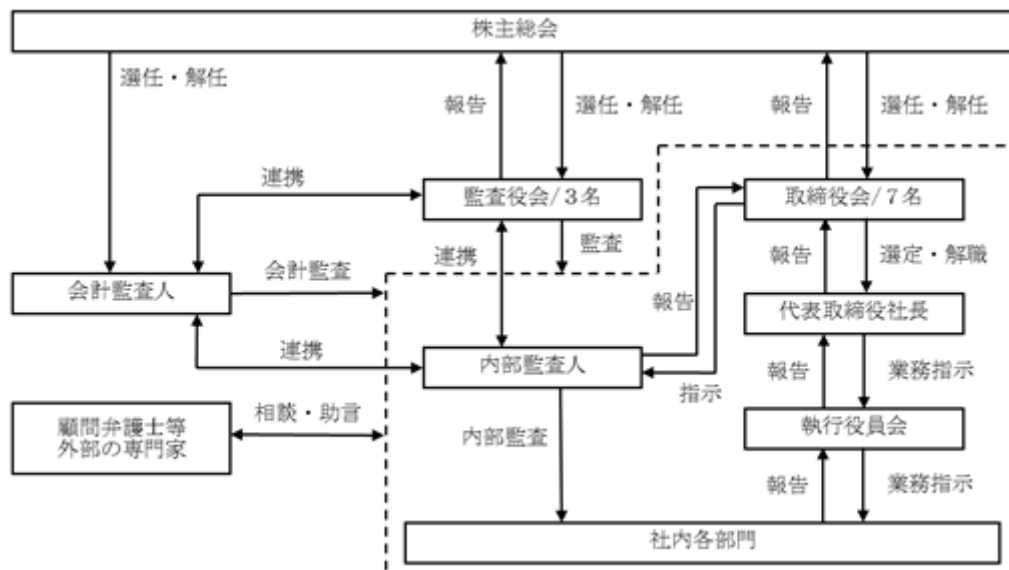 株主総会
選任・解任
報告
選任・解任
報告
選任・解任
連携
監査役会/3名
取締役会/7名
監査
連携
報告
選定・解職
会計監査人
会計監査
報告
代表取締役社長
連携
内部監査人
指示
報告
業務指示
顧問弁護士等
外部の専門家
相談・助言
内部監査
執行役員会
報告
業務指示
社内各部門